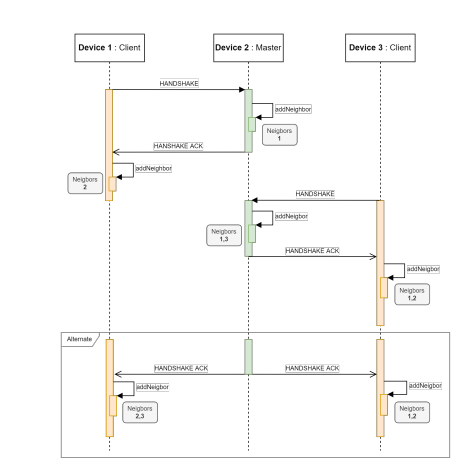 Device 1 : Client
Device 2 : Master
Device 3 : Client
HANDSHAKE
addNeighbor
Neigbors
1
HANSHAKE ACK
addNeighbor
Neigbors
2
HANDSHAKE
addNeigbor
Neigbors
1,3
HANDSHAKE ACK
addNeigbor
Neigbors
1,2
Alternate
HANDSHAKE ACK
HANDSHAKE ACK
addNeigbor
Neigbors
2,3
addNeigbor
Neigbors
1,2